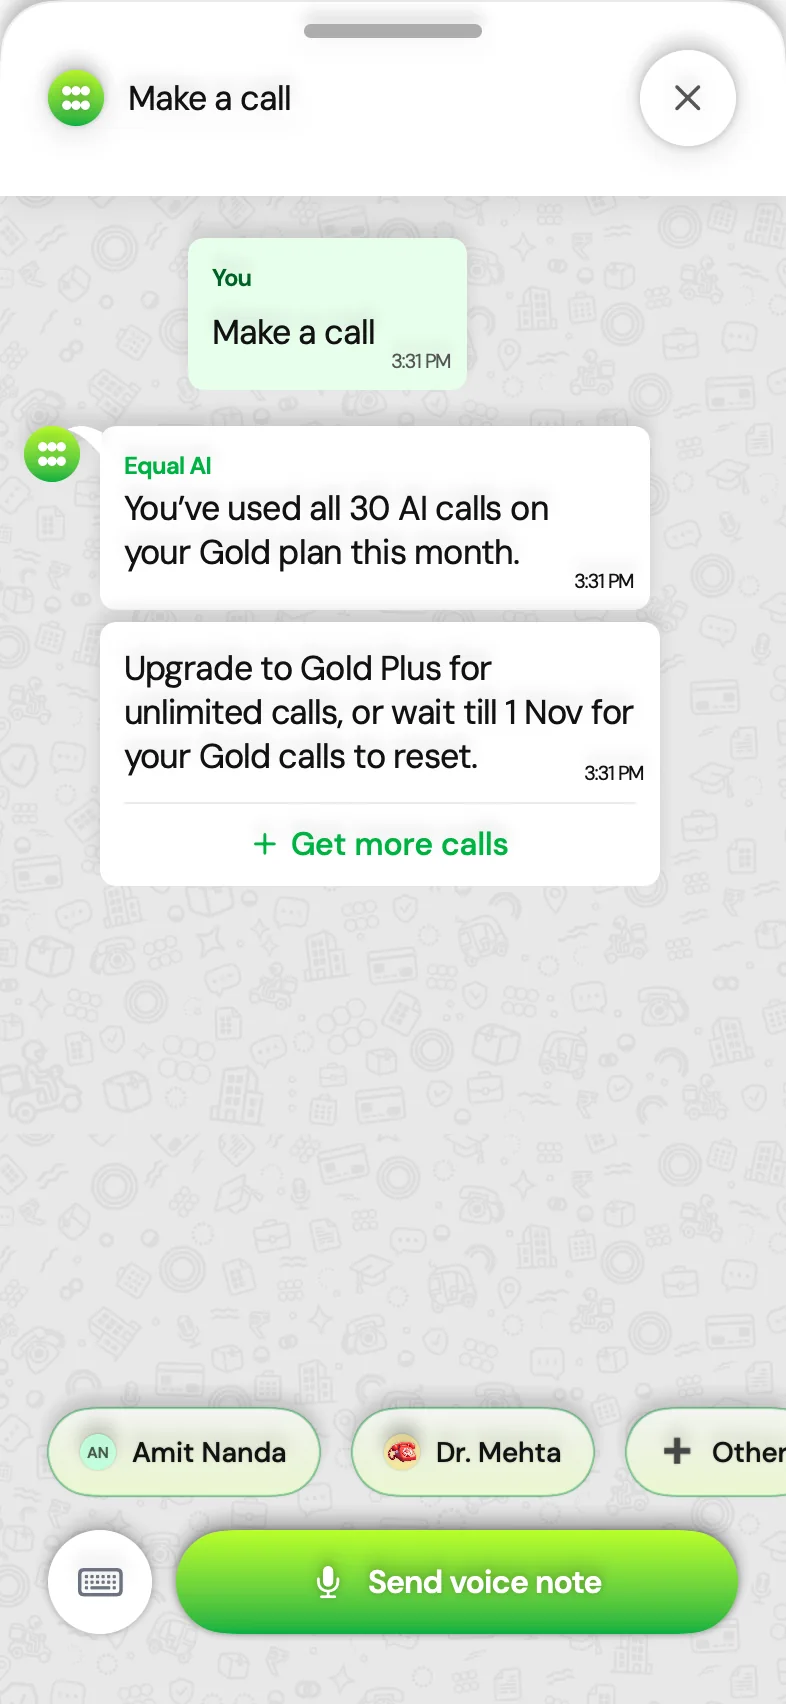 Make a call
You
Make a call
3:31 PM
Equal AI
You’ve used all 30 AI calls on
your Gold plan this month.
3:31 PM
Upgrade to Gold Plus for
unlimited calls, or wait till 1 Nov for
your Gold calls to reset.
3:31 PM
+ Get more calls
AN Amit Nanda
Dr. Mehta
+ Other
Send voice note